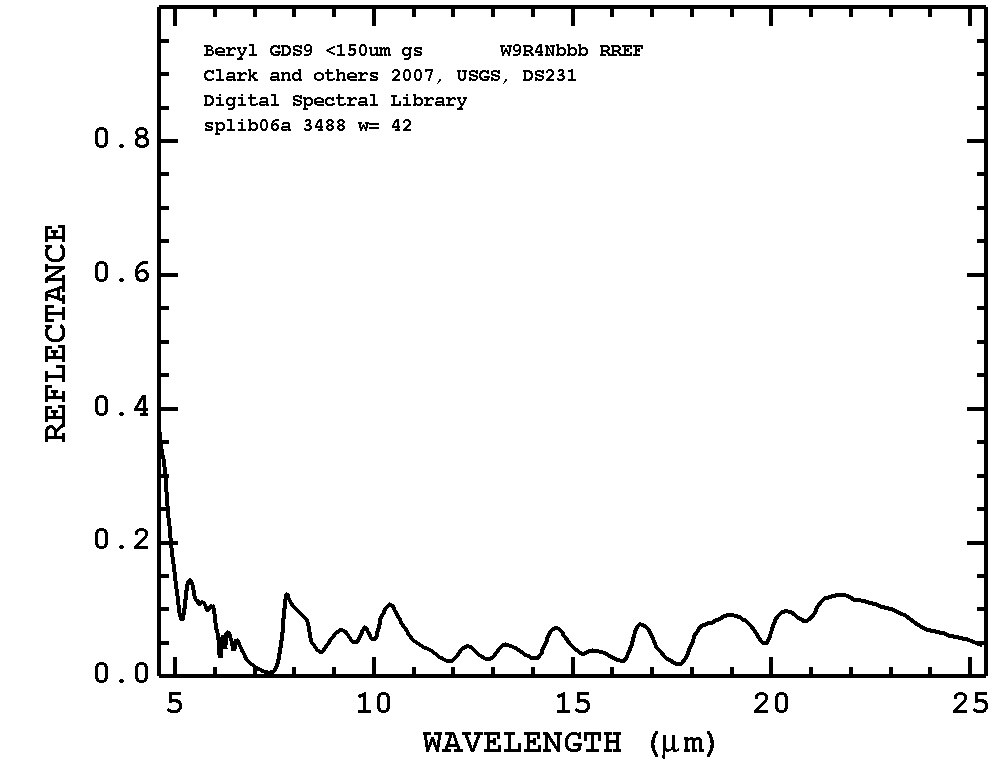 Beryl GDS9 <150um gs W9R4Nbbb RREF
Clark and others 2007, USGS, DS231
Digital Spectral Library
splib06a 3488 w= 42
REFLECTANCE
0.8
0.6
0.4
0.2
0.0
5 10 15 20 25
WAVELENGTH (μm)